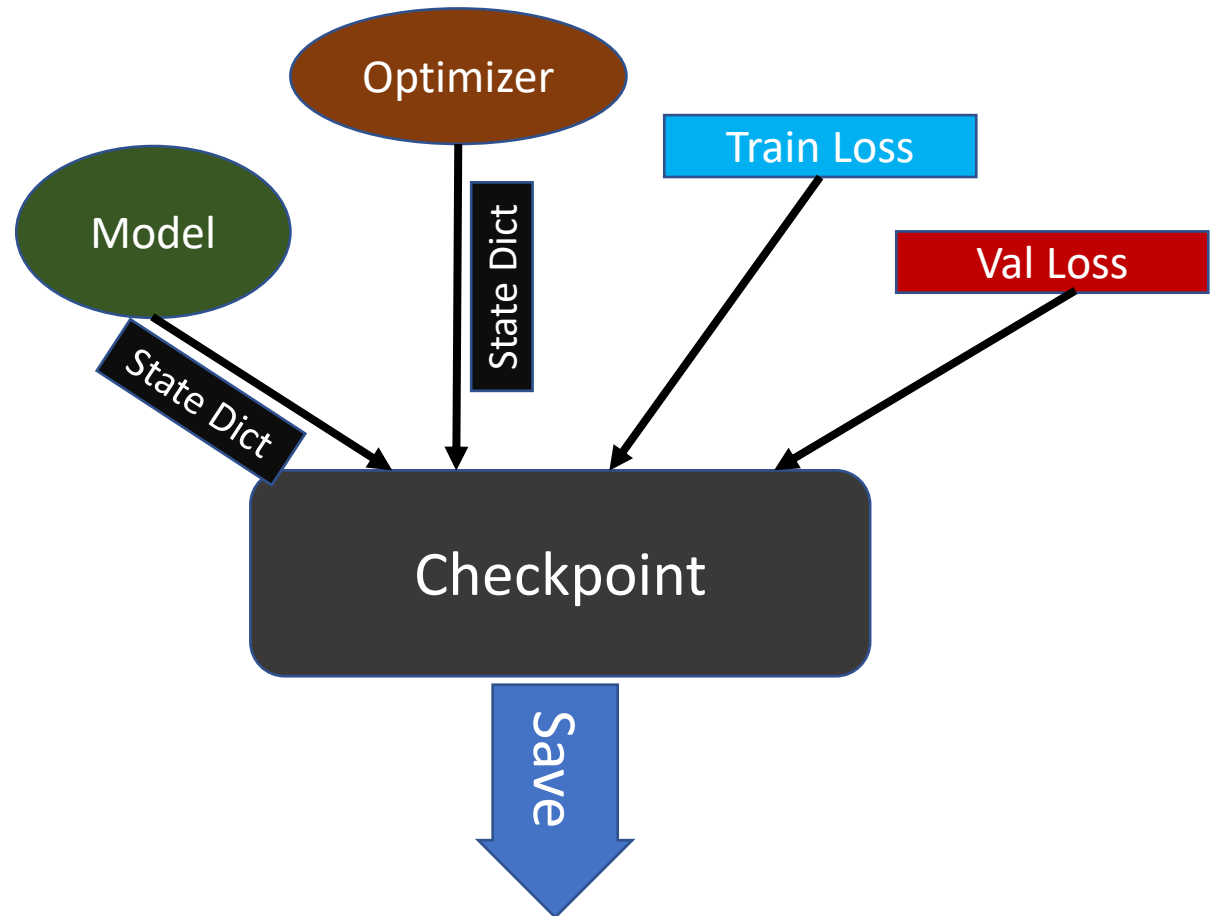 Optimizer
Train Loss
Model
State Dict
Val Loss
State Dict
Checkpoint
Save